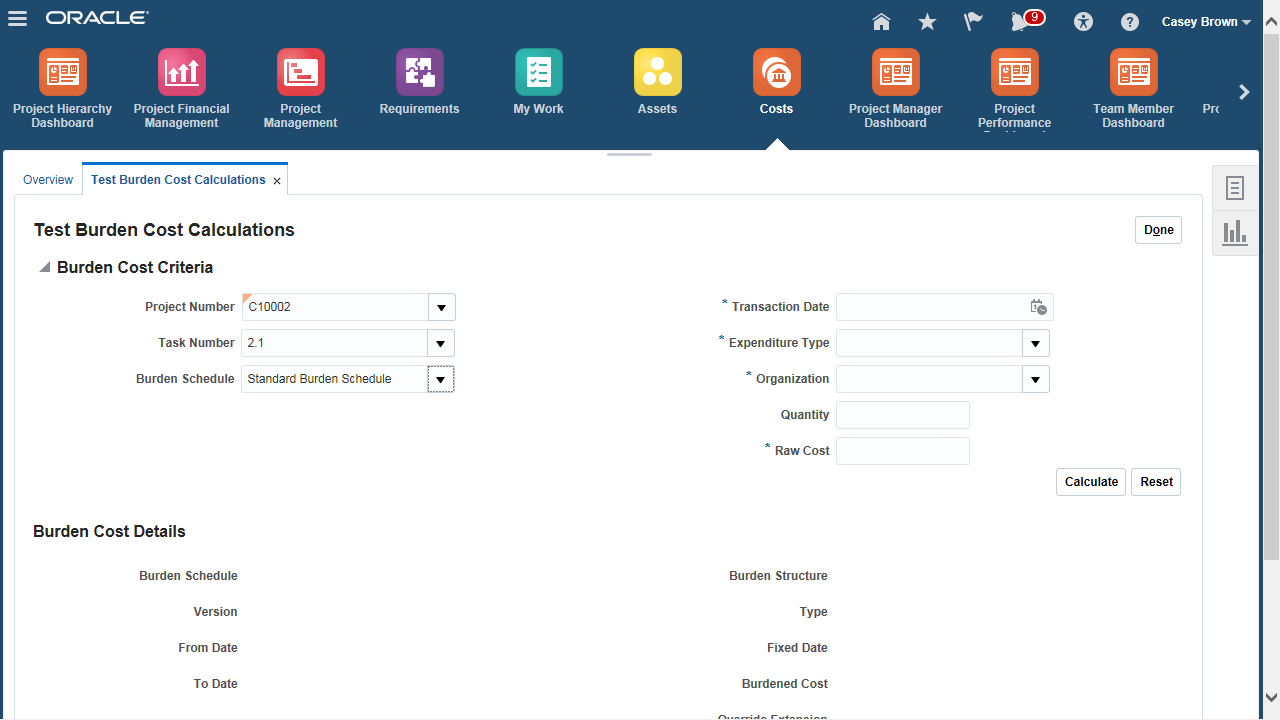 ORACLE
9
Casey Brown
Project Hierarchy
Dashboard
Project Financial
Management
Project
Management
Requirements
My Work
Assets
Costs
Project Manager
Dashboard
Project
Performance
Team Member
Dashboard
Overview
Test Burden Cost Calculations
Test Burden Cost Calculations
Done
Burden Cost Criteria
Project Number C10002
* Transaction Date
Task Number 2.1
* Expenditure Type
Burden Schedule Standard Burden Schedule
* Organization
Quantity
* Raw Cost
Calculate Reset
Burden Cost Details
Burden Schedule
Burden Structure
Version
Type
From Date
Fixed Date
To Date
Burdened Cost
Override Extension